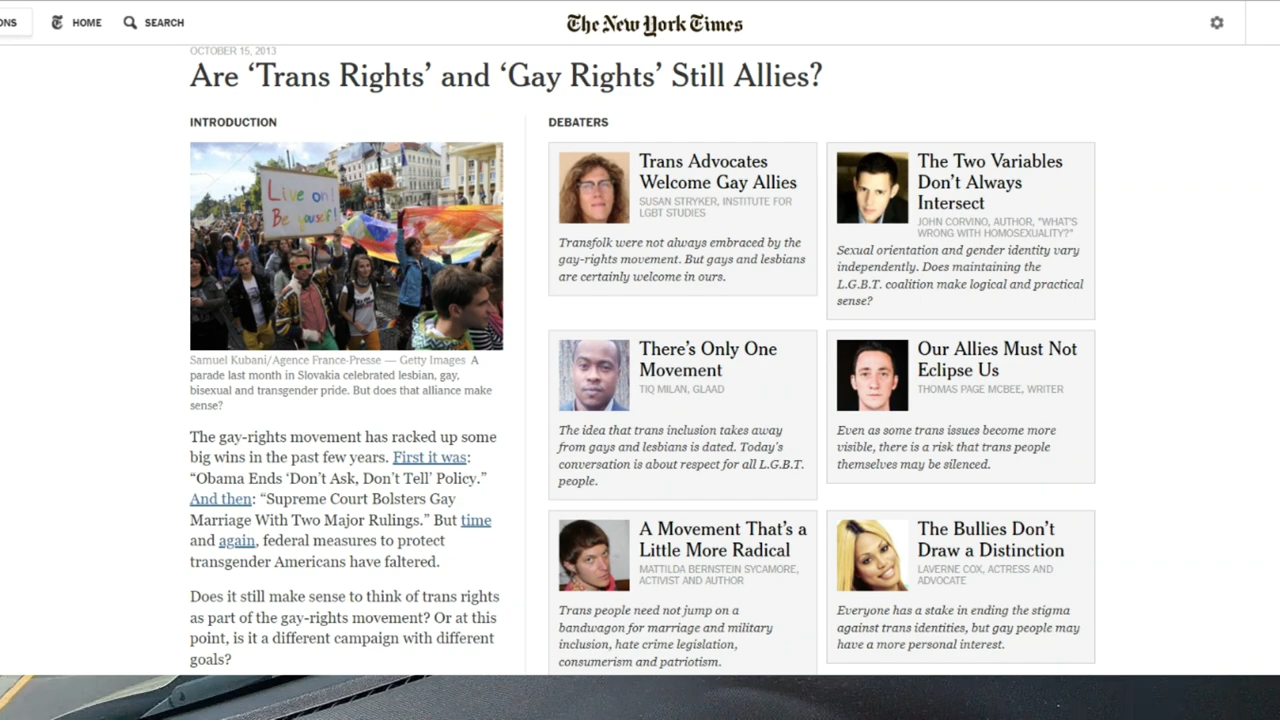 ONS
HOME
SEARCH
The New York Times
OCTOBER 15, 2013
Are ‘Trans Rights’ and ‘Gay Rights’ Still Allies?
INTRODUCTION
Live on!
Be yourself!
Samuel Kubani/Agence France-Presse — Getty Images A
parade last month in Slovakia celebrated lesbian, gay,
bisexual and transgender pride. But does that alliance make
sense?
The gay-rights movement has racked up some
big wins in the past few years. First it was:
“Obama Ends ‘Don’t Ask, Don’t Tell’ Policy.”
And then: “Supreme Court Bolsters Gay
Marriage With Two Major Rulings.” But time
and again, federal measures to protect
transgender Americans have faltered.
Does it still make sense to think of trans rights
as part of the gay-rights movement? Or at this
point, is it a different campaign with different
goals?
DEBATERS
Trans Advocates
Welcome Gay Allies
SUSAN STRYKER, INSTITUTE FOR
LGBT STUDIES
Transfolk were not always embraced by the
gay-rights movement. But gays and lesbians
are certainly welcome in ours.
The Two Variables
Don’t Always
Intersect
JOHN CORVINO, AUTHOR, "WHAT’S
WRONG WITH HOMOSEXUALITY?"
Sexual orientation and gender identity vary
independently. Does maintaining the
L.G.B.T. coalition make logical and practical
sense?
There’s Only One
Movement
TIQ MILAN, GLAAD
The idea that trans inclusion takes away
from gays and lesbians is dated. Today’s
conversation is about respect for all L.G.B.T.
people.
Our Allies Must Not
Eclipse Us
THOMAS PAGE MCBEE, WRITER
Even as some trans issues become more
visible, there is a risk that trans people
themselves may be silenced.
A Movement That’s a
Little More Radical
MATTILDA BERNSTEIN SYCAMORE,
ACTIVIST AND AUTHOR
Trans people need not jump on a
bandwagon for marriage and military
inclusion, hate crime legislation,
consumerism and patriotism.
The Bullies Don’t
Draw a Distinction
LAVERNE COX, ACTRESS AND
ADVOCATE
Everyone has a stake in ending the stigma
against trans identities, but gay people may
have a more personal interest.